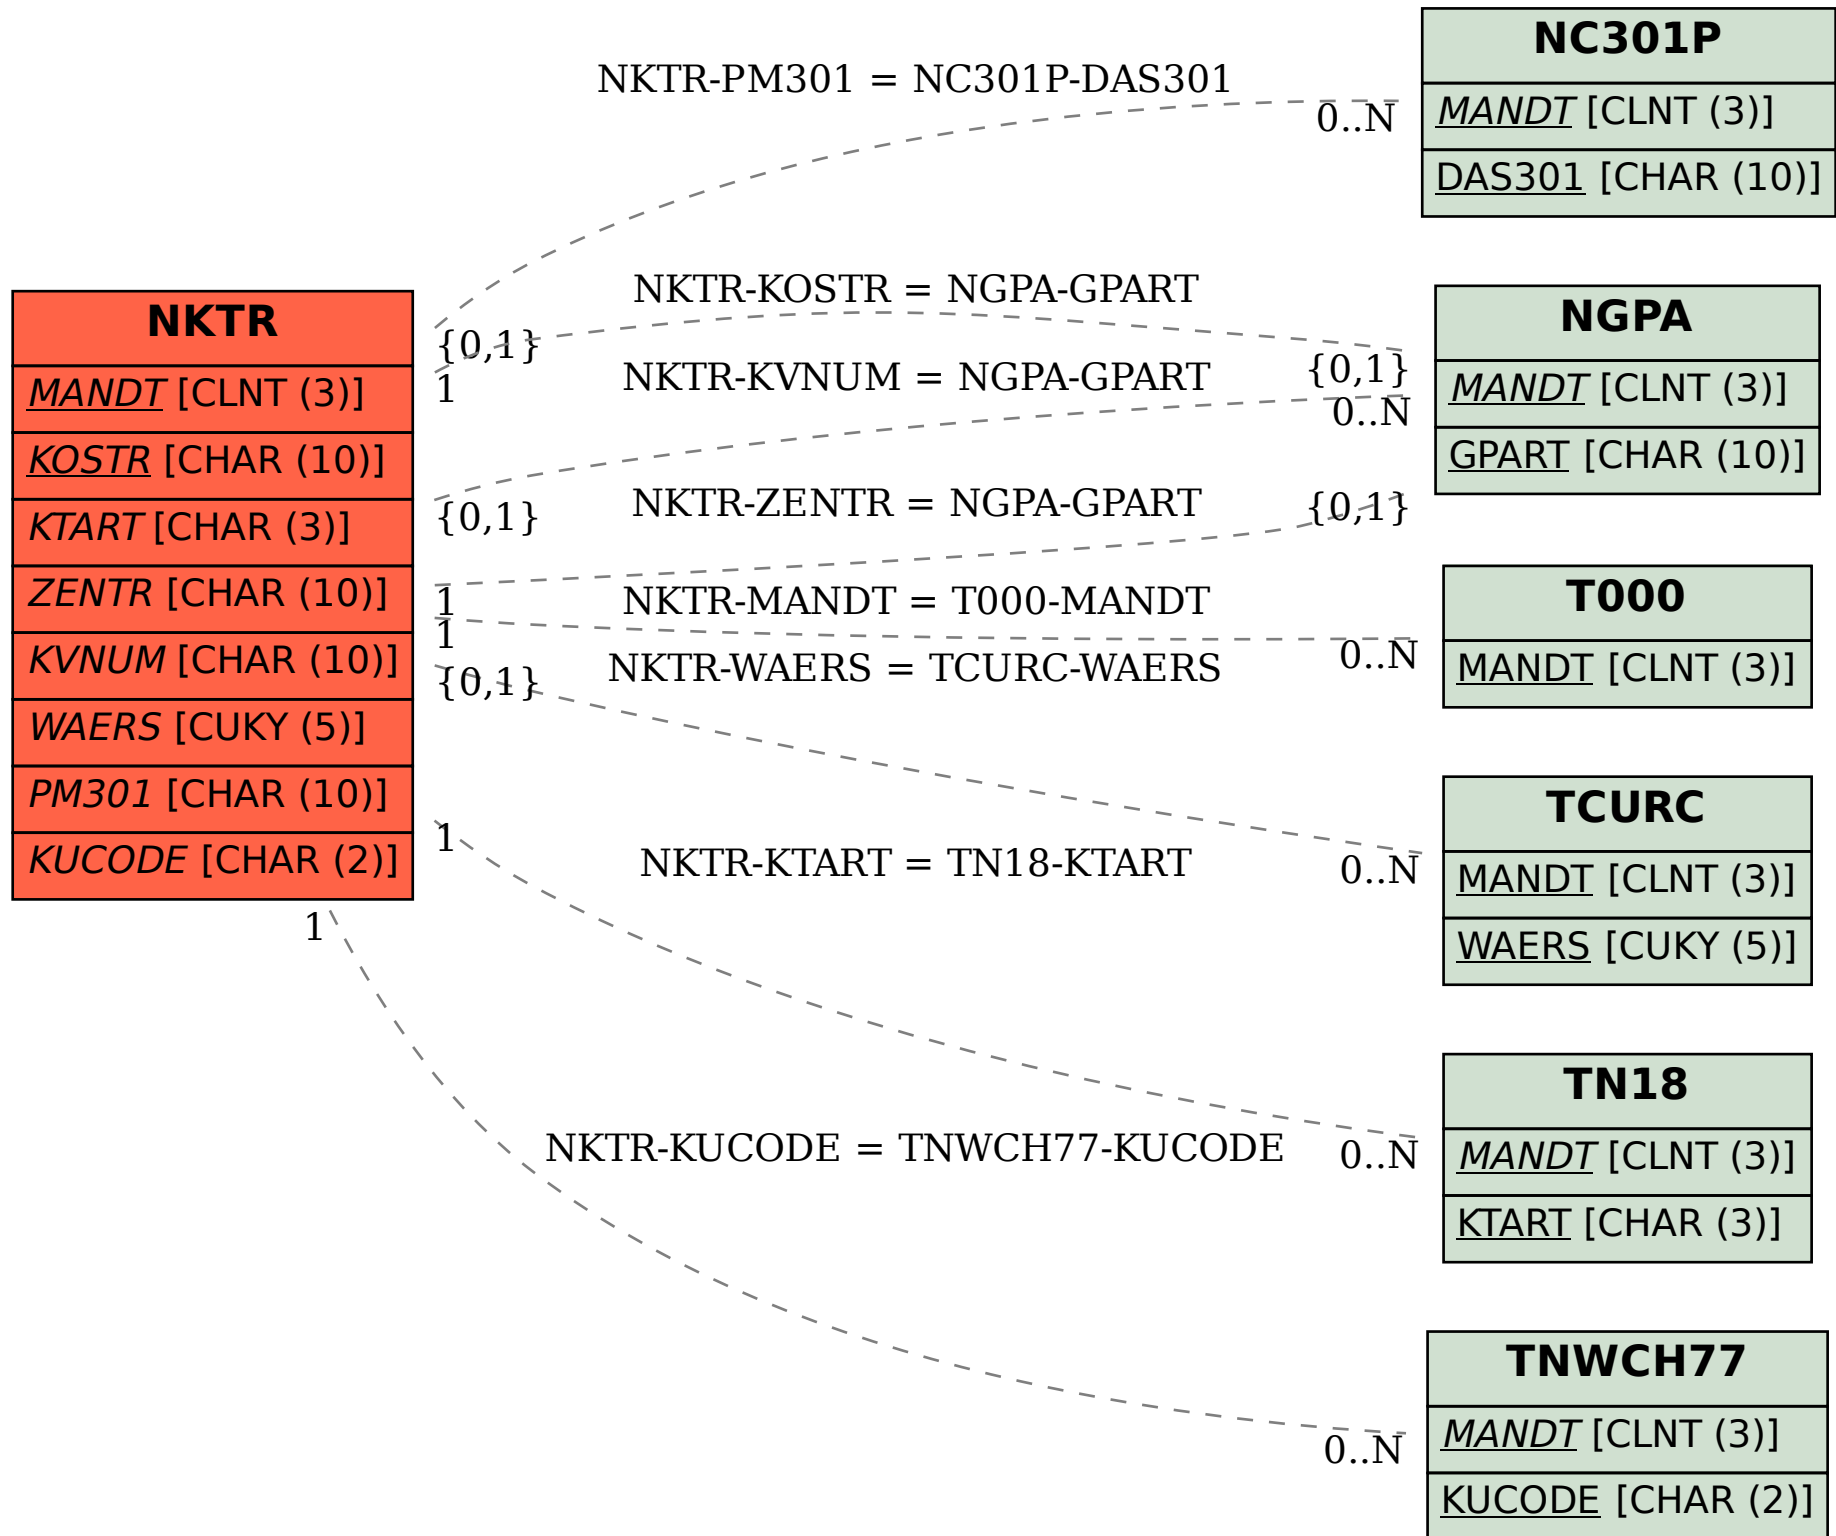 NKTR
MANDT [CLNT (3)]
KOSTR [CHAR (10)]
KTART [CHAR (3)]
ZENTR [CHAR (10)]
KVNUM [CHAR (10)]
WAERS [CUKY (5)]
PM301 [CHAR (10)]
KUCODE [CHAR (2)]
NKTR-PM301 = NC301P-DAS301
0..N
{0,1}
NKTR-KOSTR = NGPA-GPART
{0,1}
1
NKTR-KVNUM = NGPA-GPART
0..N
{0,1}
NKTR-ZENTR = NGPA-GPART
{0,1}
1
NKTR-MANDT = T000-MANDT
0..N
1
NKTR-WAERS = TCURC-WAERS
0..N
{0,1}
NKTR-KTART = TN18-KTART
0..N
1
NKTR-KUCODE = TNWCH77-KUCODE
0..N
1
NC301P
MANDT [CLNT (3)]
DAS301 [CHAR (10)]
NGPA
MANDT [CLNT (3)]
GPART [CHAR (10)]
T000
MANDT [CLNT (3)]
TCURC
MANDT [CLNT (3)]
WAERS [CUKY (5)]
TN18
MANDT [CLNT (3)]
KTART [CHAR (3)]
TNWCH77
MANDT [CLNT (3)]
KUCODE [CHAR (2)]